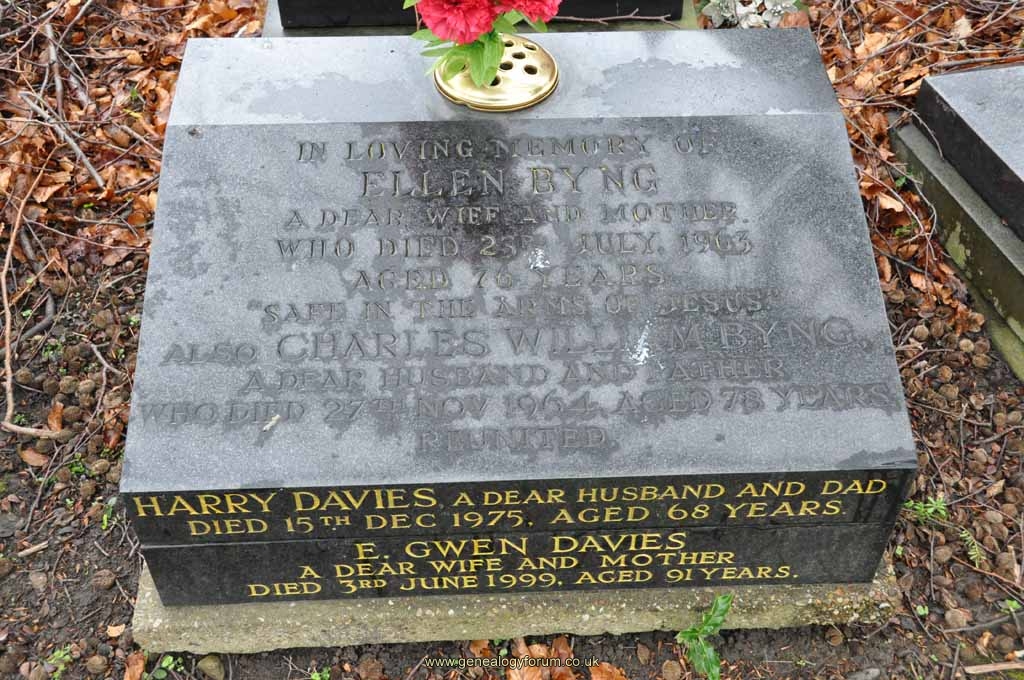 IN LOVING MEMORY OF
ELLEN BYNG
A DEAR WIFE AND MOTHER.
WHO DIED 25TH JULY, 1963
AGED 76 YEARS.
"SAFE IN THE ARMS OF JESUS"
ALSO CHARLES WILLIAM BYNG,
A DEAR HUSBAND AND FATHER
WHO DIED 27TH NOV 1964, AGED 78 YEARS.
REUNITED.
HARRY DAVIES, A DEAR HUSBAND AND DAD
DIED 15TH DEC 1975, AGED 68 YEARS.
E. GWEN DAVIES
A DEAR WIFE AND MOTHER
DIED 3RD JUNE 1999, AGED 91 YEARS.
www.genealogyforum.co.uk